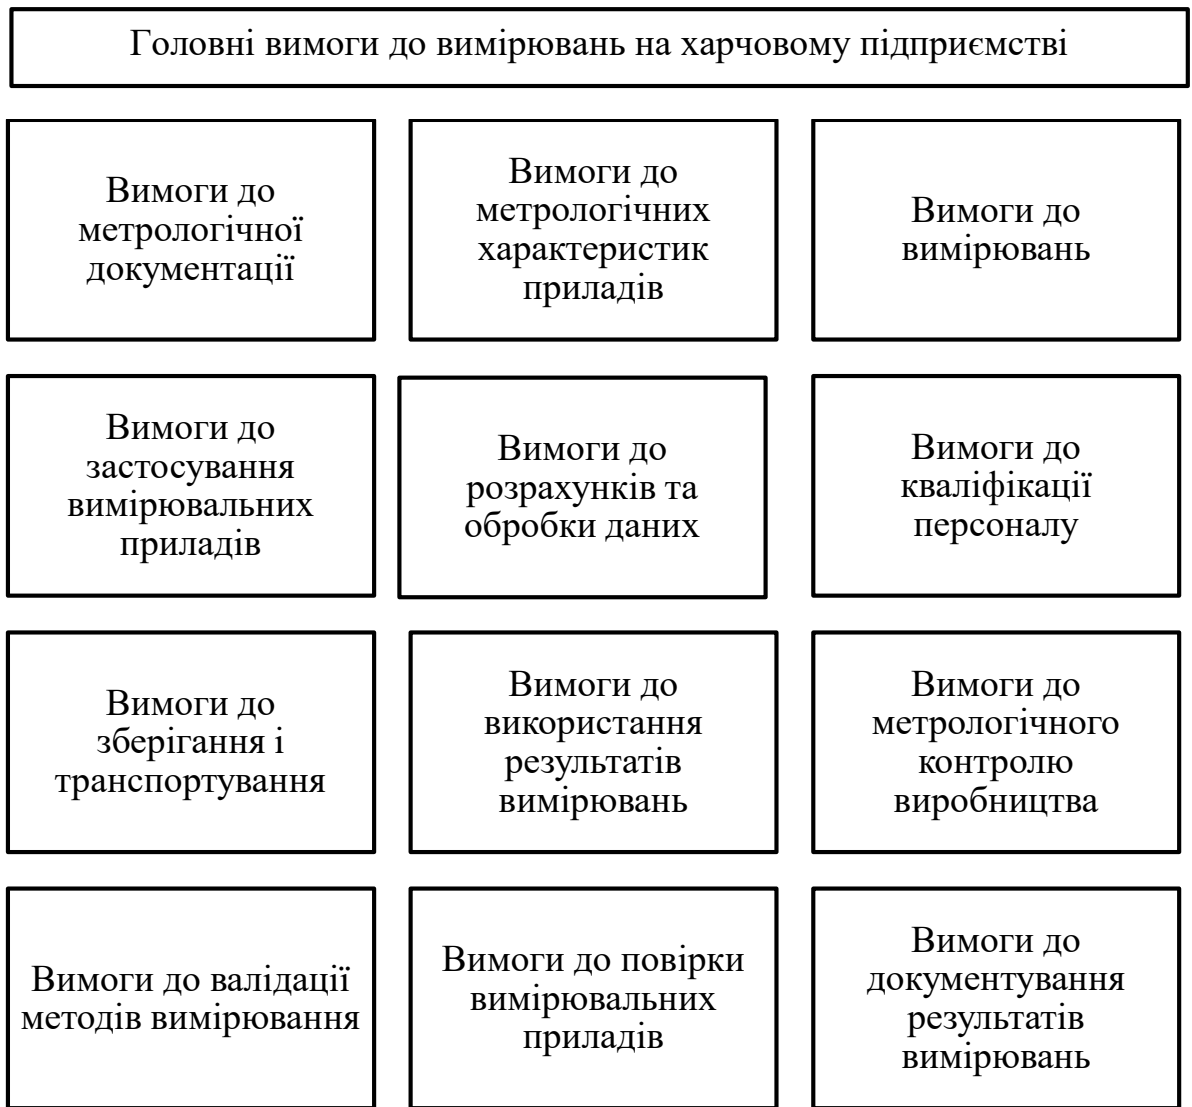 Головні вимоги до вимірювань на харчовому підприємстві
Вимоги до
метрологічної
документації
Вимоги до
метрологічних
характеристик
приладів
Вимоги до
вимірювань
Вимоги до
застосування
вимірювальних
приладів
Вимоги до
розрахунків та
обробки даних
Вимоги до
кваліфікації
персоналу
Вимоги до
зберігання і
транспортування
Вимоги до
використання
результатів
вимірювань
Вимоги до
метрологічного
контролю
виробництва
Вимоги до валідації
методів вимірювання
Вимоги до повірки
вимірювальних
приладів
Вимоги до
документування
результатів
вимірювань